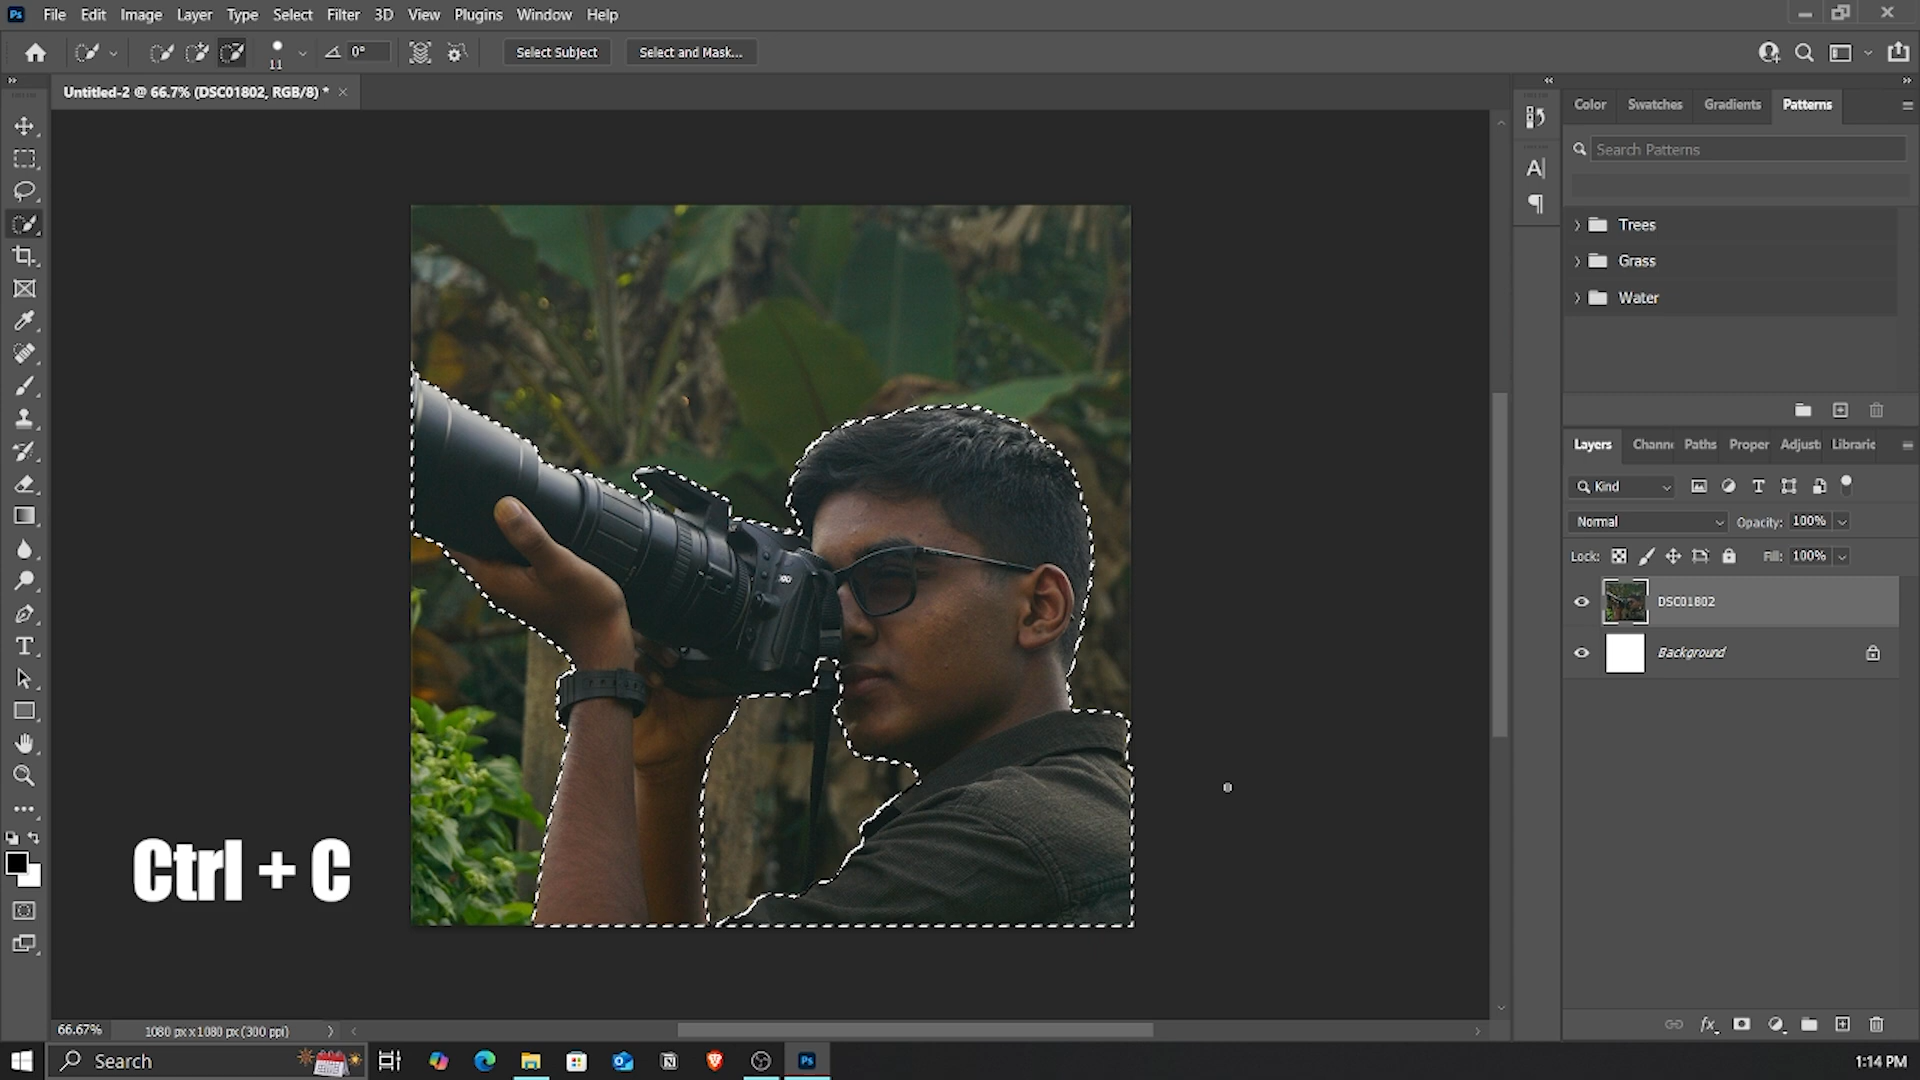 Ps File Edit Image Layer Type Select Filter 3D View Plugins Window Help
11 0° Select Subject Select and Mask...
Untitled-2 @ 66.7% (DSC01802, RGB/8) *
Color Swatches Gradients Patterns
Search Patterns
Trees
Grass
Water
Layers Channe Paths Proper Adjust Librarie
Kind
Normal Opacity: 100%
Lock: Fill: 100%
DSC01802
Background
Ctrl + C
66.67% 1080 px x 1080 px (300 ppi)
Search Ps 1:14 PM